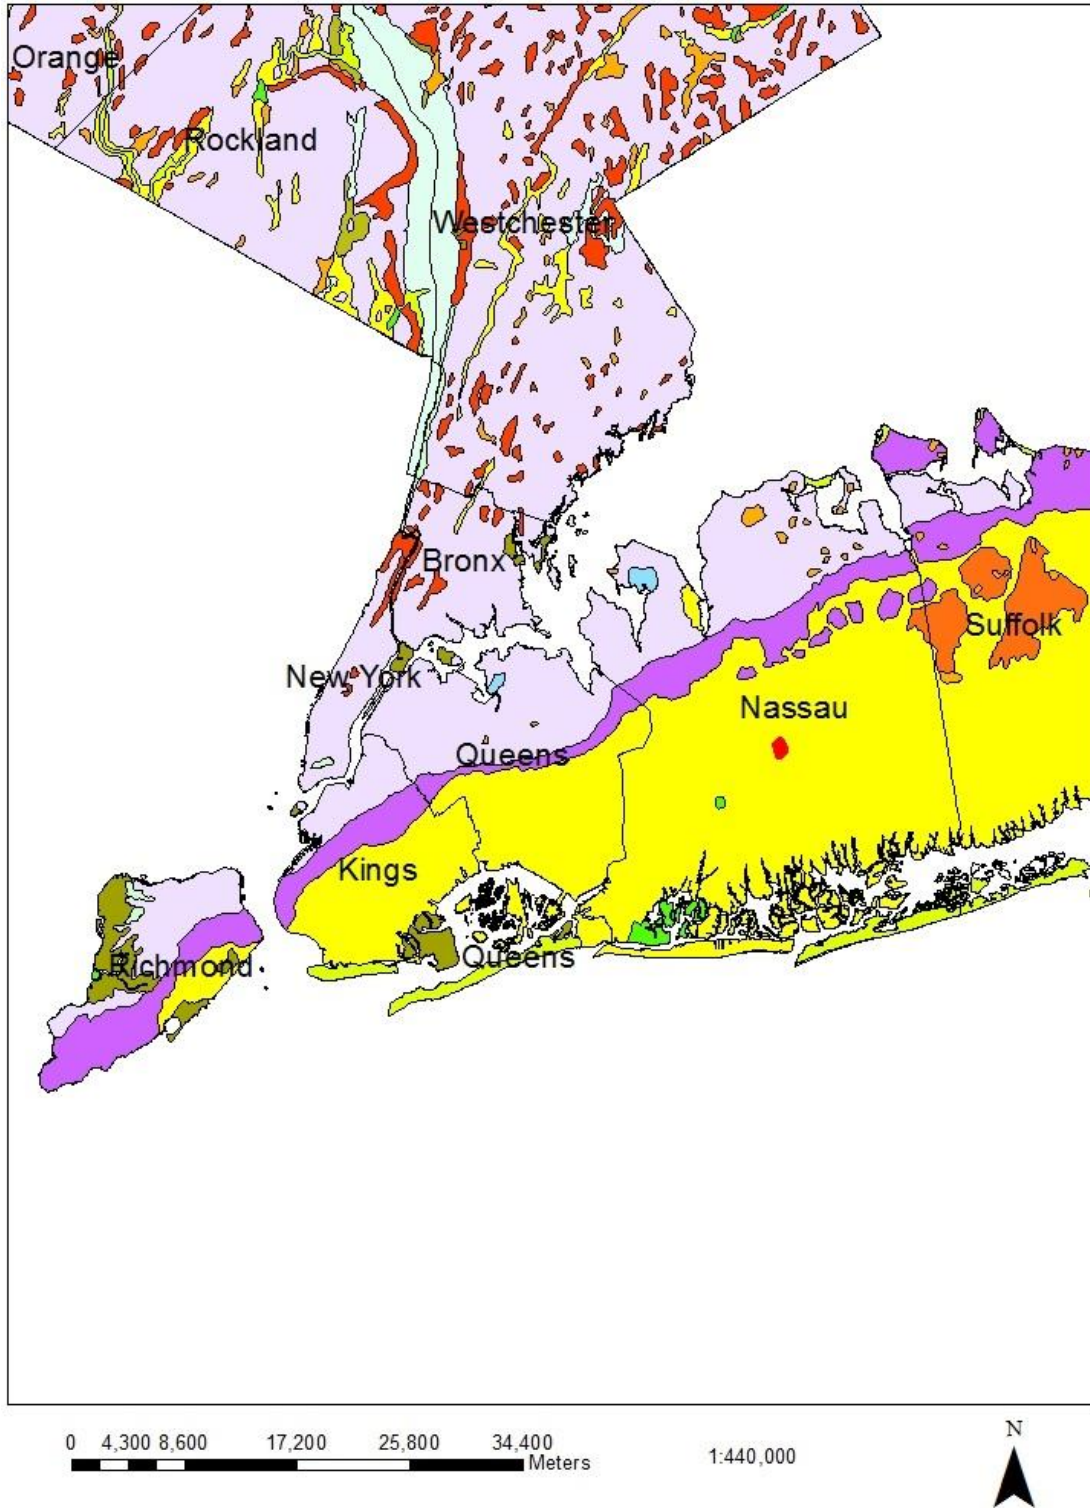 Orange
Rockland
Westchester
Bronx
New York
Suffolk
Nassau
Queens
Kings
Queens
Richmond
0 4,300 8,600 17,200 25,800 34,400
Meters
1:440,000
N